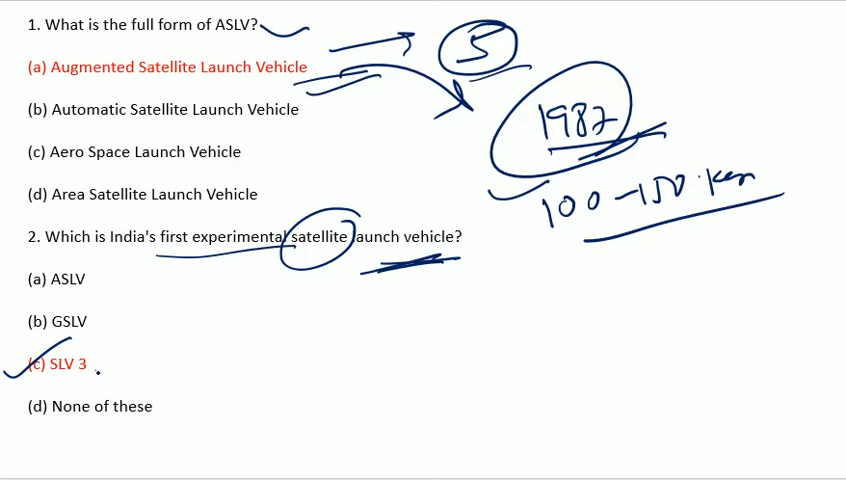 1. What is the full form of ASLV?
5
(a) Augmented Satellite Launch Vehicle
(b) Automatic Satellite Launch Vehicle
1987
(c) Aero Space Launch Vehicle
(d) Area Satellite Launch Vehicle
100-150 km
2. Which is India's first experimental satellite launch vehicle?
(a) ASLV
(b) GSLV
(c) SLV 3
(d) None of these